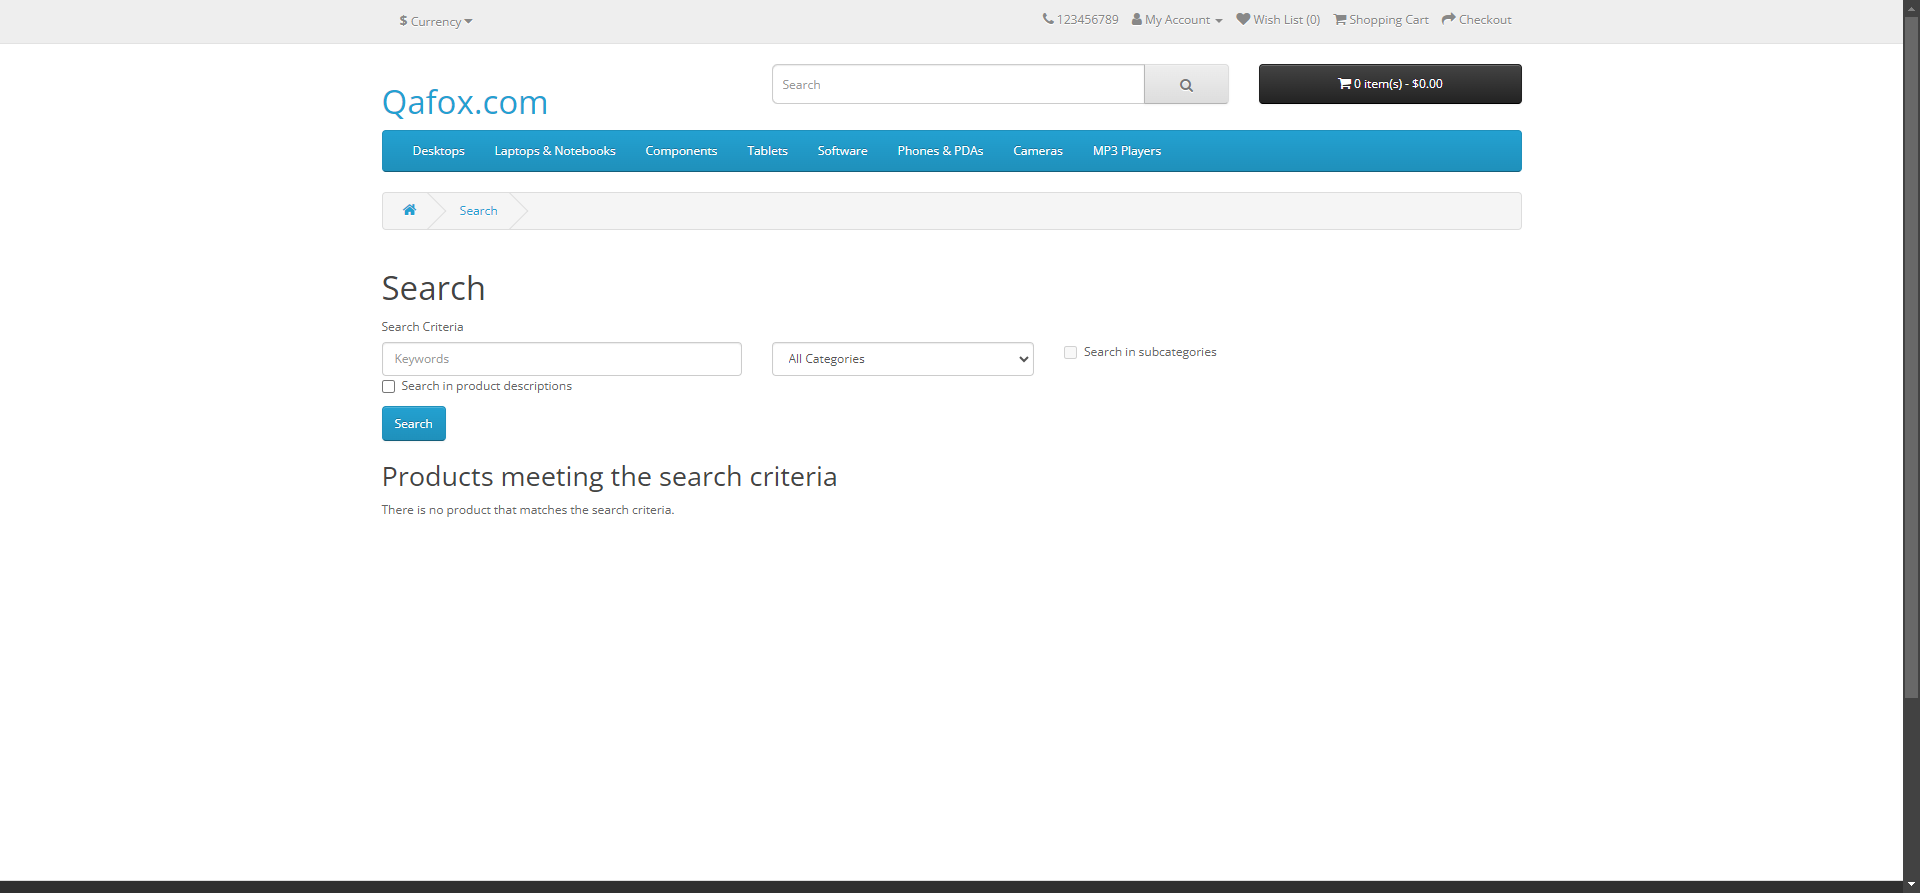 $ Currency
123456789 My Account Wish List (0) Shopping Cart Checkout
Qafox.com
Search
0 item(s) - $0.00
Desktops Laptops & Notebooks Components Tablets Software Phones & PDAs Cameras MP3 Players
Search
Search
Search Criteria
Keywords
All Categories
Search in subcategories
Search in product descriptions
Search
Products meeting the search criteria
There is no product that matches the search criteria.